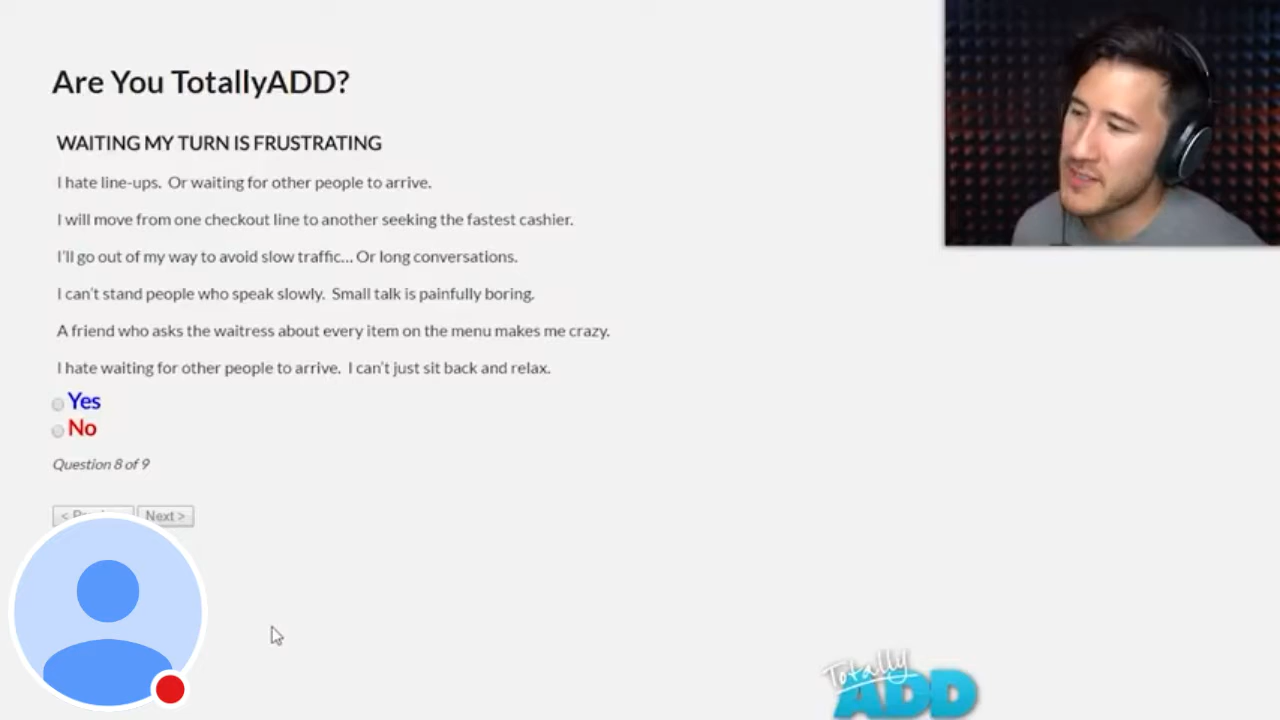 Are You TotallyADD?
WAITING MY TURN IS FRUSTRATING
I hate line-ups. Or waiting for other people to arrive.
I will move from one checkout line to another seeking the fastest cashier.
I'll go out of my way to avoid slow traffic... Or long conversations.
I can't stand people who speak slowly. Small talk is painfully boring.
A friend who asks the waitress about every item on the menu makes me crazy.
I hate waiting for other people to arrive. I can't just sit back and relax.
Yes
No
Question 8 of 9
< Next >
Totally
ADD